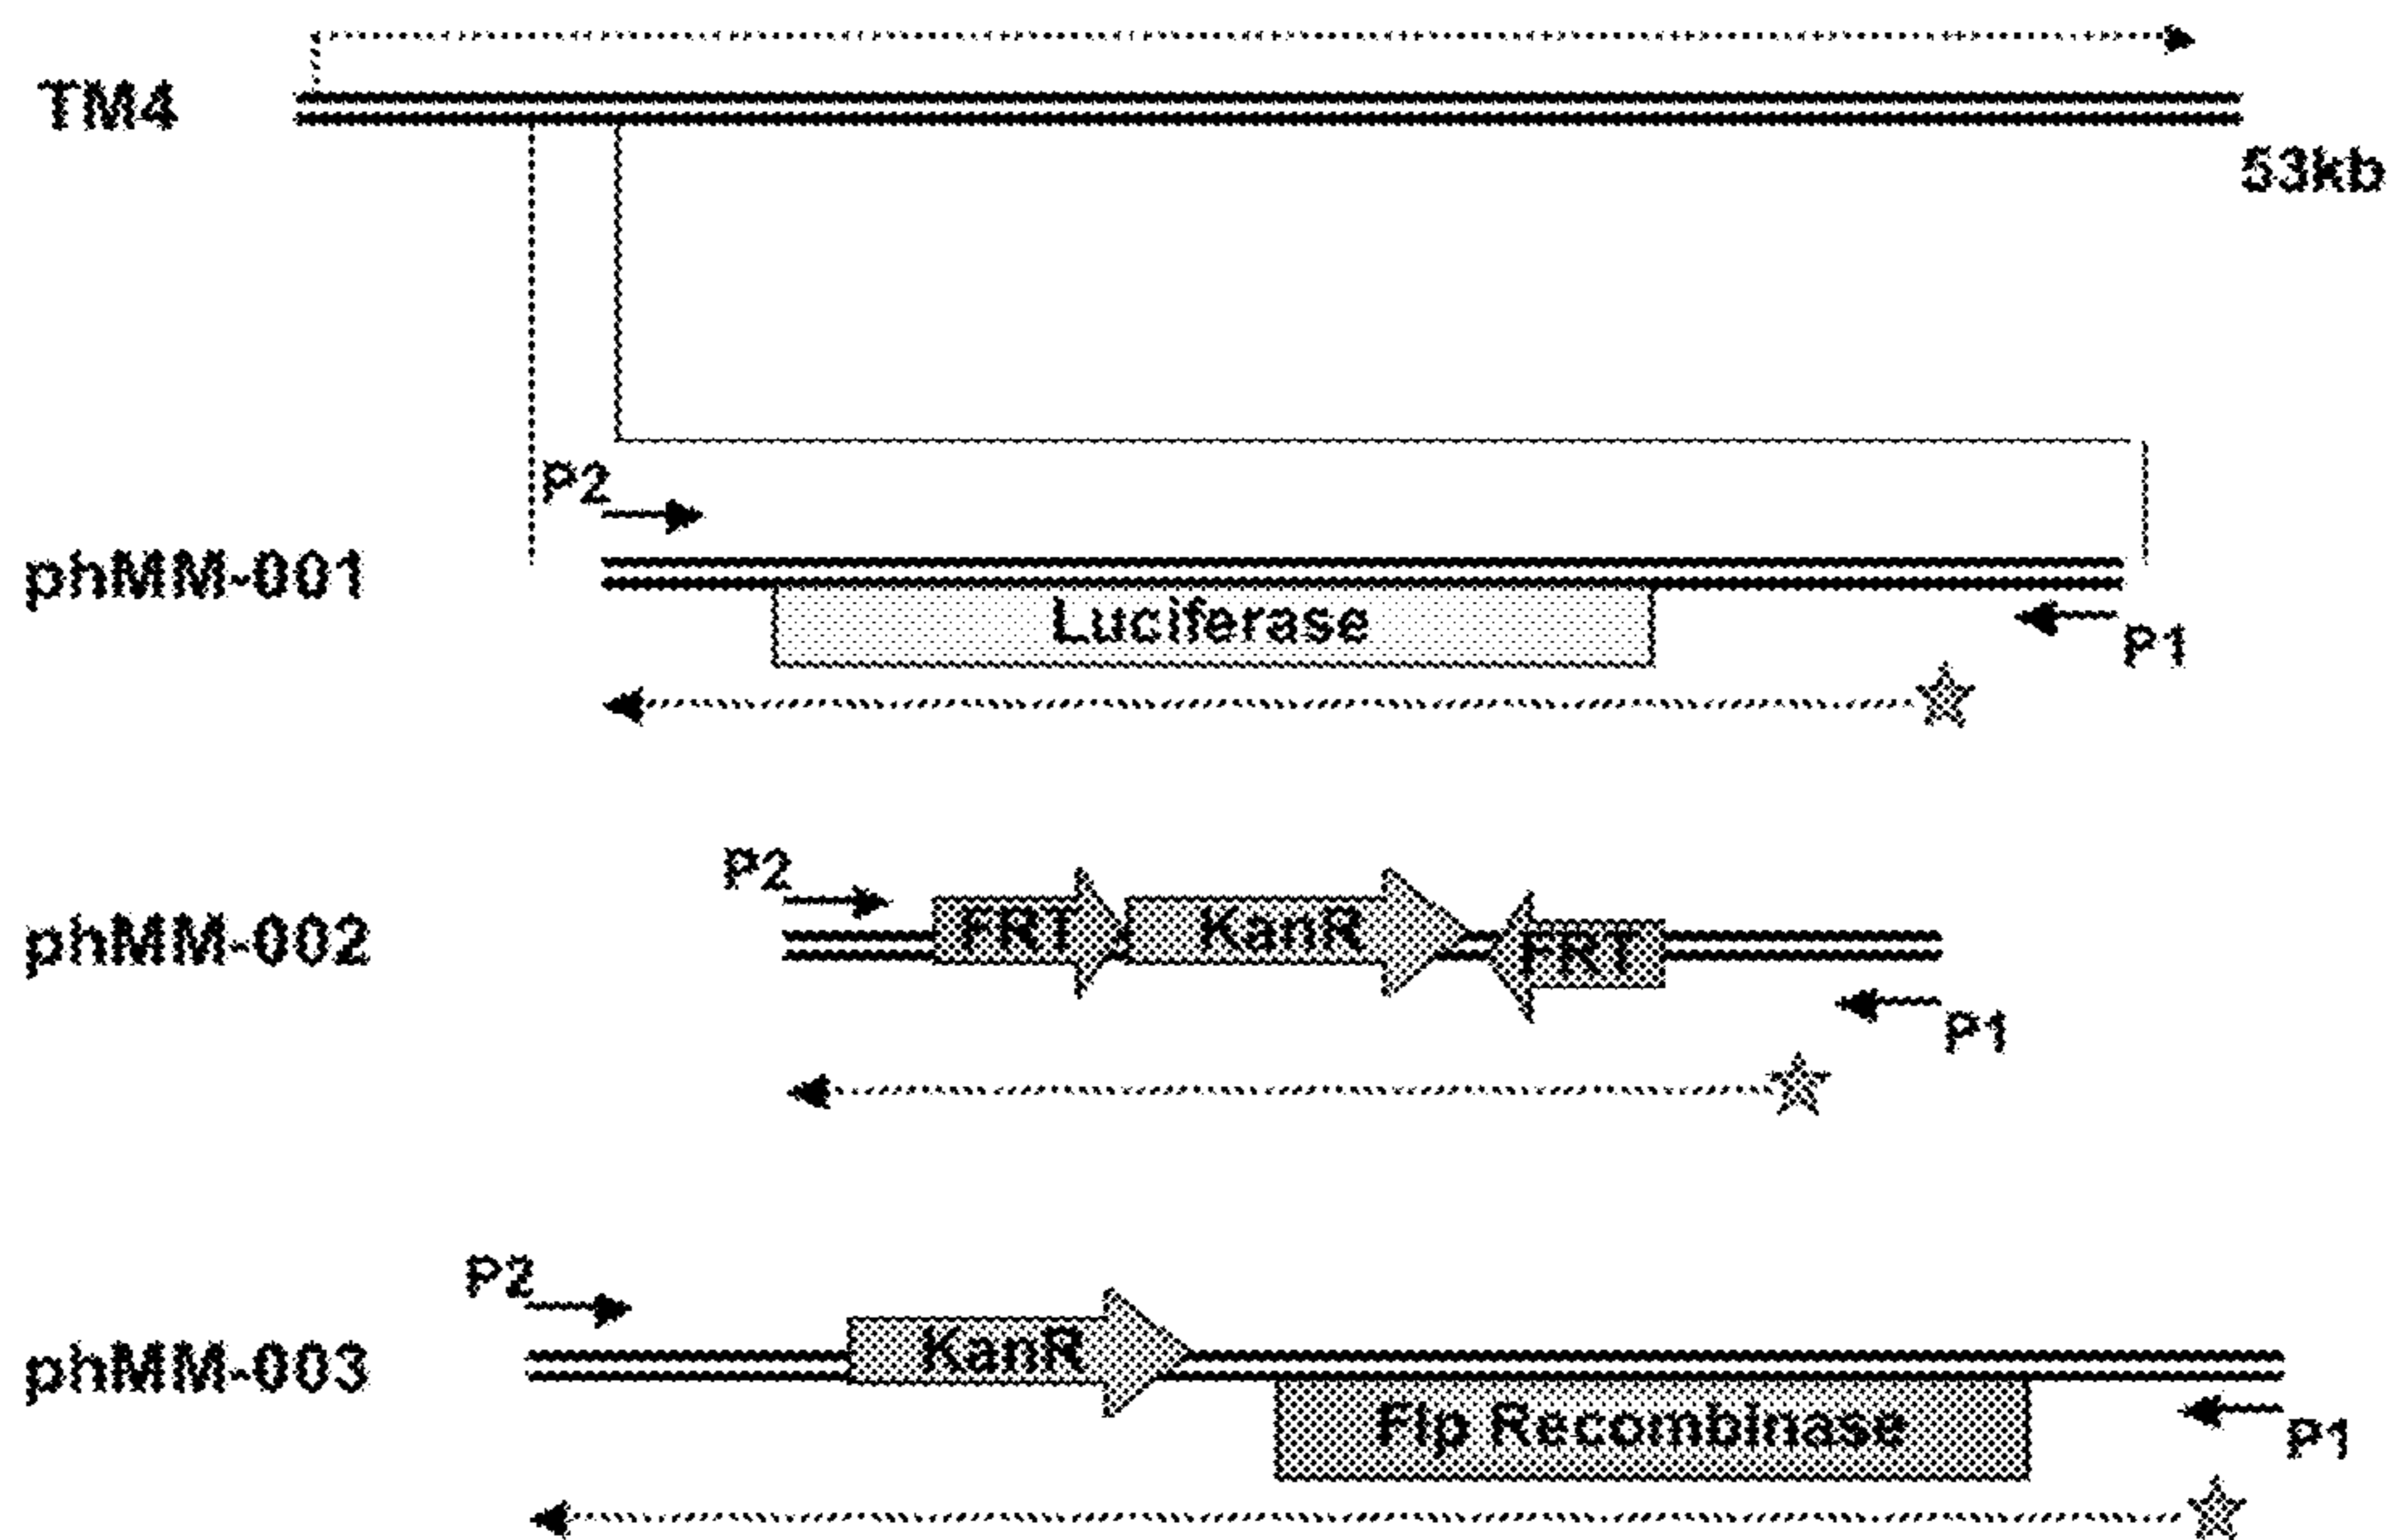 TM4
53kb
P2
phMM-001
Luciferase
P1
P2
phMM-002
FRT
KanR
FRT
P1
P2
phMM-003
KanR
Flp Recombinase
P1